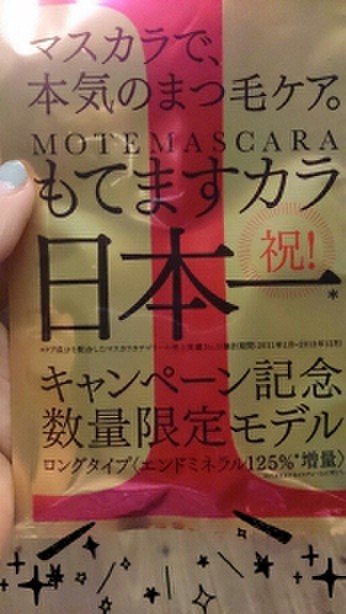 マスカラで、
本気のまつ毛ケア。
MOTEMASCARA
もてますカラ
日本一*
祝!
キャンペーン記念
数量限定モデル
ロングタイプ〈エンドミネラル125%*増量〉